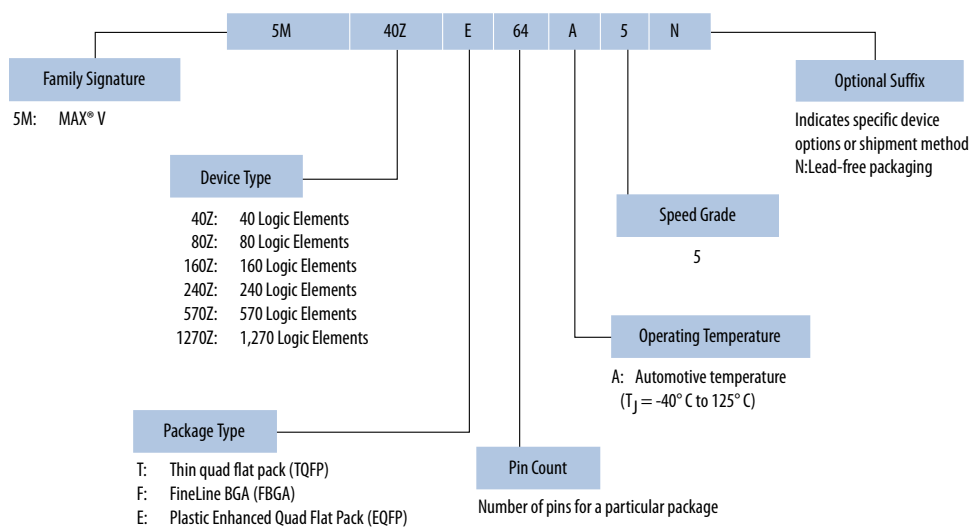 5M 40Z E 64 A 5 N
Family Signature
5M: MAX® V
Optional Suffix
Indicates specific device
options or shipment method
N:Lead-free packaging
Device Type
40Z: 40 Logic Elements
80Z: 80 Logic Elements
160Z: 160 Logic Elements
240Z: 240 Logic Elements
570Z: 570 Logic Elements
1270Z: 1,270 Logic Elements
Speed Grade
5
Operating Temperature
A: Automotive temperature
(TJ = -40° C to 125° C)
Package Type
T: Thin quad flat pack (TQFP)
F: FineLine BGA (FBGA)
E: Plastic Enhanced Quad Flat Pack (EQFP)
Pin Count
Number of pins for a particular package